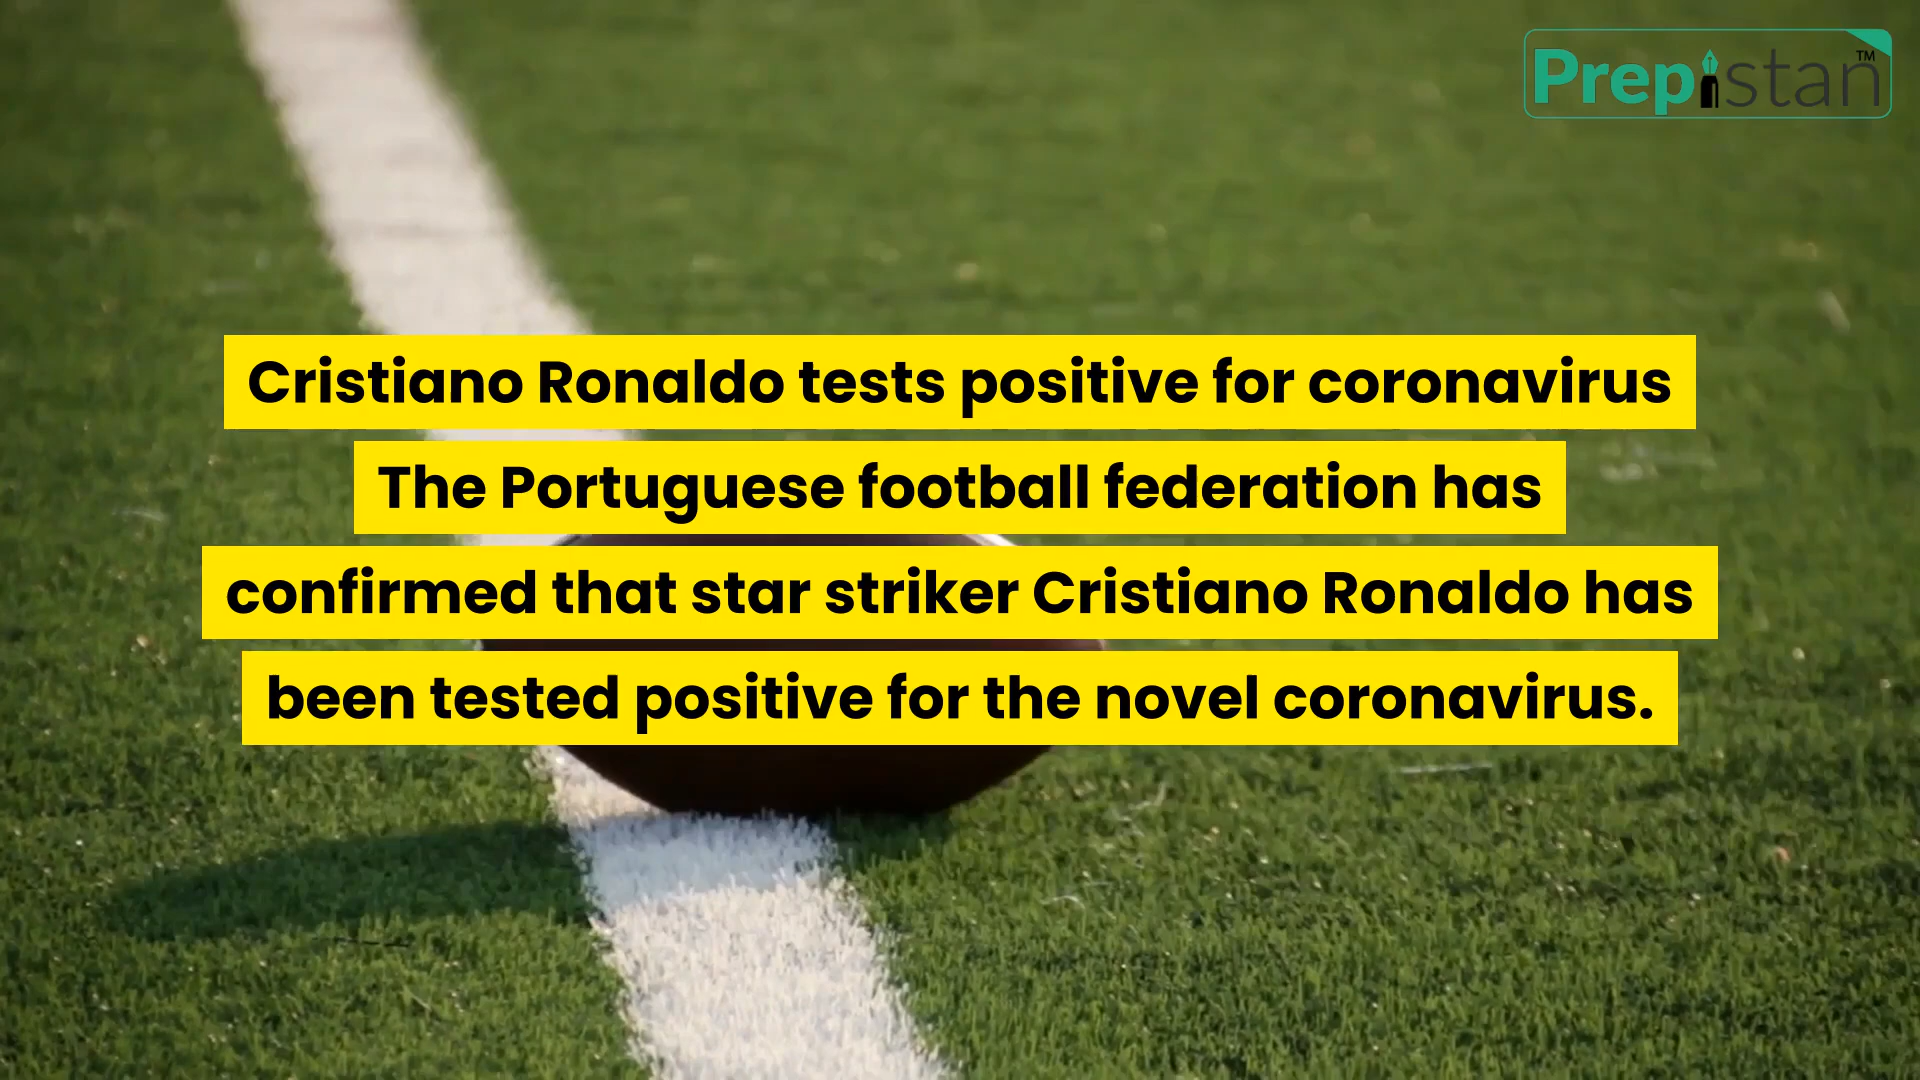 Prepistan™
Cristiano Ronaldo tests positive for coronavirus
The Portuguese football federation has
confirmed that star striker Cristiano Ronaldo has
been tested positive for the novel coronavirus.